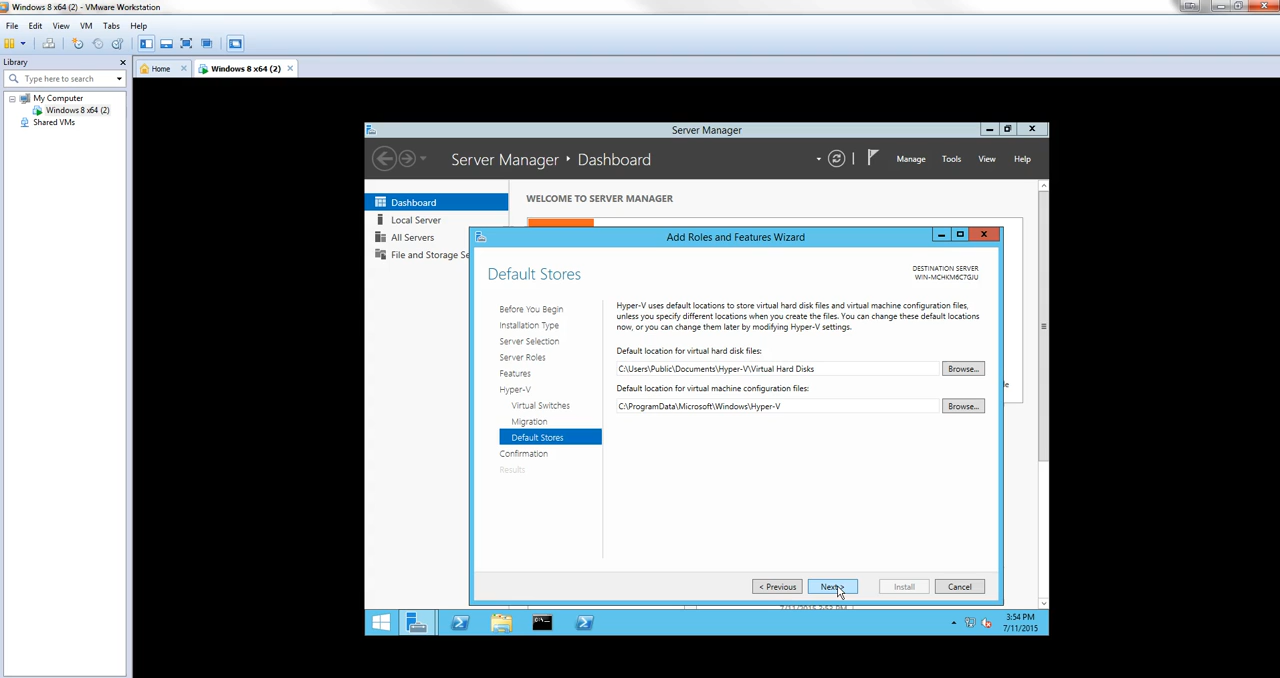 Windows 8 x64 (2) - VMware Workstation
File Edit View VM Tabs Help
Library
Type here to search
My Computer
Windows 8 x64 (2)
Shared VMs
Home
Windows 8 x64 (2)
Server Manager
Server Manager ‣ Dashboard
Manage Tools View Help
Dashboard
Local Server
All Servers
File and Storage Se
WELCOME TO SERVER MANAGER
Add Roles and Features Wizard
Default Stores
DESTINATION SERVER
WIN-MCHKM6C7GJU
Before You Begin
Installation Type
Server Selection
Server Roles
Features
Hyper-V
Virtual Switches
Migration
Default Stores
Confirmation
Results
Hyper-V uses default locations to store virtual hard disk files and virtual machine configuration files,
unless you specify different locations when you create the files. You can change these default locations
now, or you can change them later by modifying Hyper-V settings.
Default location for virtual hard disk files:
C:\Users\Public\Documents\Hyper-V\Virtual Hard Disks
Browse...
Default location for virtual machine configuration files:
C:\ProgramData\Microsoft\Windows\Hyper-V
Browse...
< Previous
Next >
Install
Cancel
3:54 PM
7/11/2015